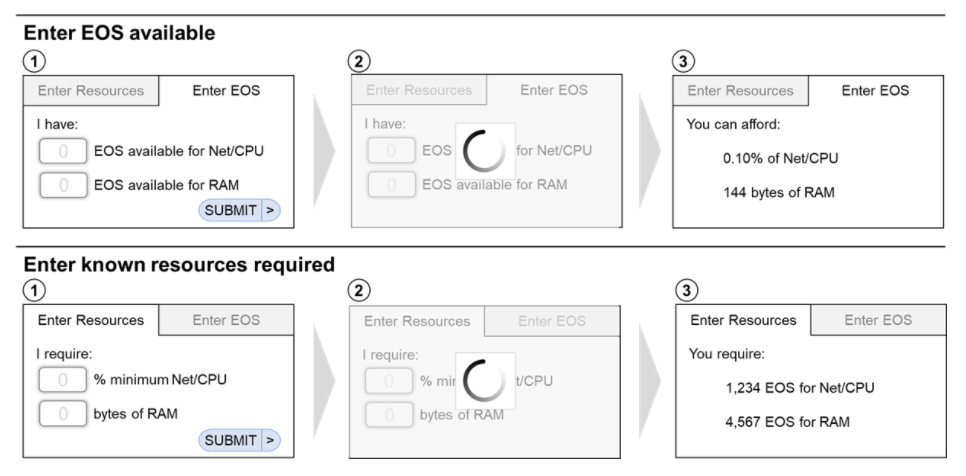 Enter EOS available
1
Enter Resources Enter EOS
I have:
0 EOS available for Net/CPU
0 EOS available for RAM
SUBMIT >
2
Enter Resources Enter EOS
I have:
0 EOS for Net/CPU
0 EOS available for RAM
3
Enter Resources Enter EOS
You can afford:
0.10% of Net/CPU
144 bytes of RAM
Enter known resources required
1
Enter Resources Enter EOS
I require:
0 % minimum Net/CPU
0 bytes of RAM
SUBMIT >
2
Enter Resources Enter EOS
I require:
0 % mi t/CPU
0 bytes of RAM
3
Enter Resources Enter EOS
You require:
1,234 EOS for Net/CPU
4,567 EOS for RAM